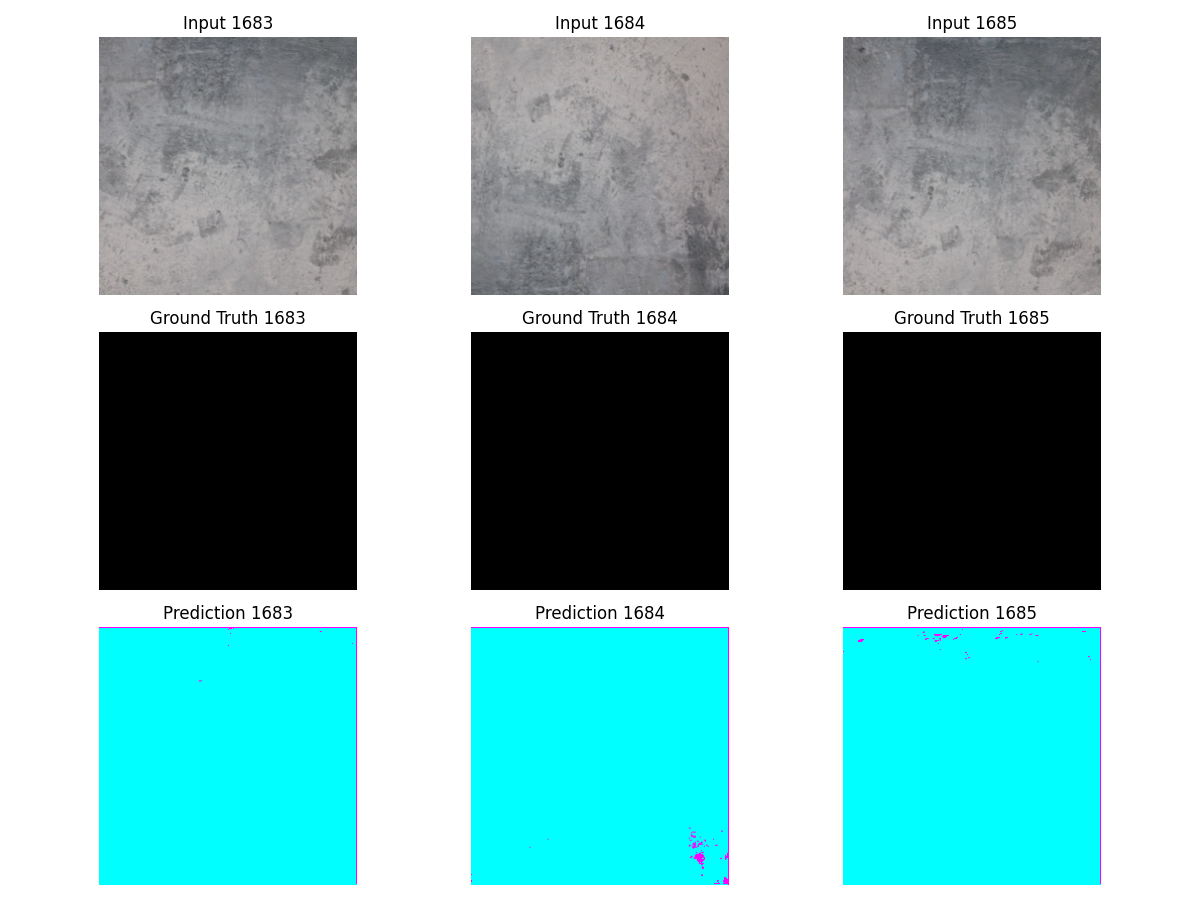 Input 1683
Input 1684
Input 1685
Ground Truth 1683
Ground Truth 1684
Ground Truth 1685
Prediction 1683
Prediction 1684
Prediction 1685